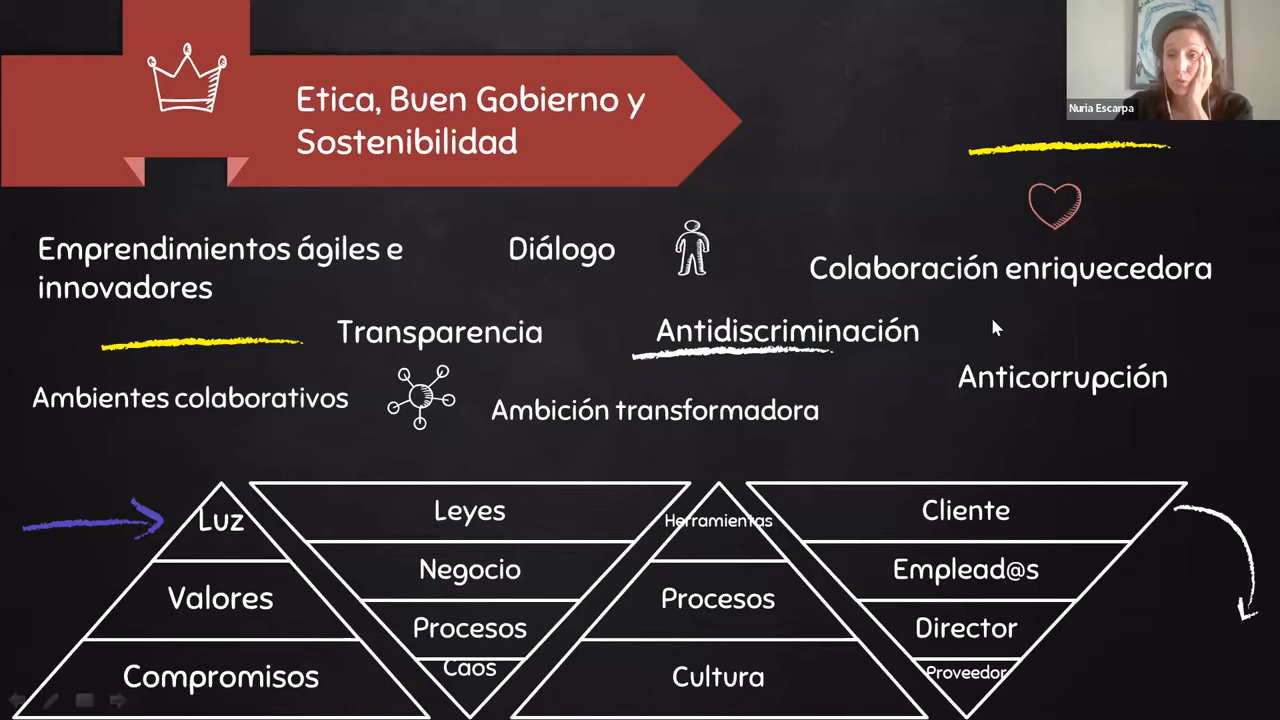 Etica, Buen Gobierno y
Sostenibilidad
Nuria Escarpa
Emprendimientos ágiles e
innovadores
Diálogo
Colaboración enriquecedora
Transparencia
Antidiscriminación
Anticorrupción
Ambientes colaborativos
Ambición transformadora
Luz
Valores
Compromisos
Leyes
Negocio
Procesos
Caos
Herramientas
Procesos
Cultura
Cliente
Emplead@s
Director
Proveedor